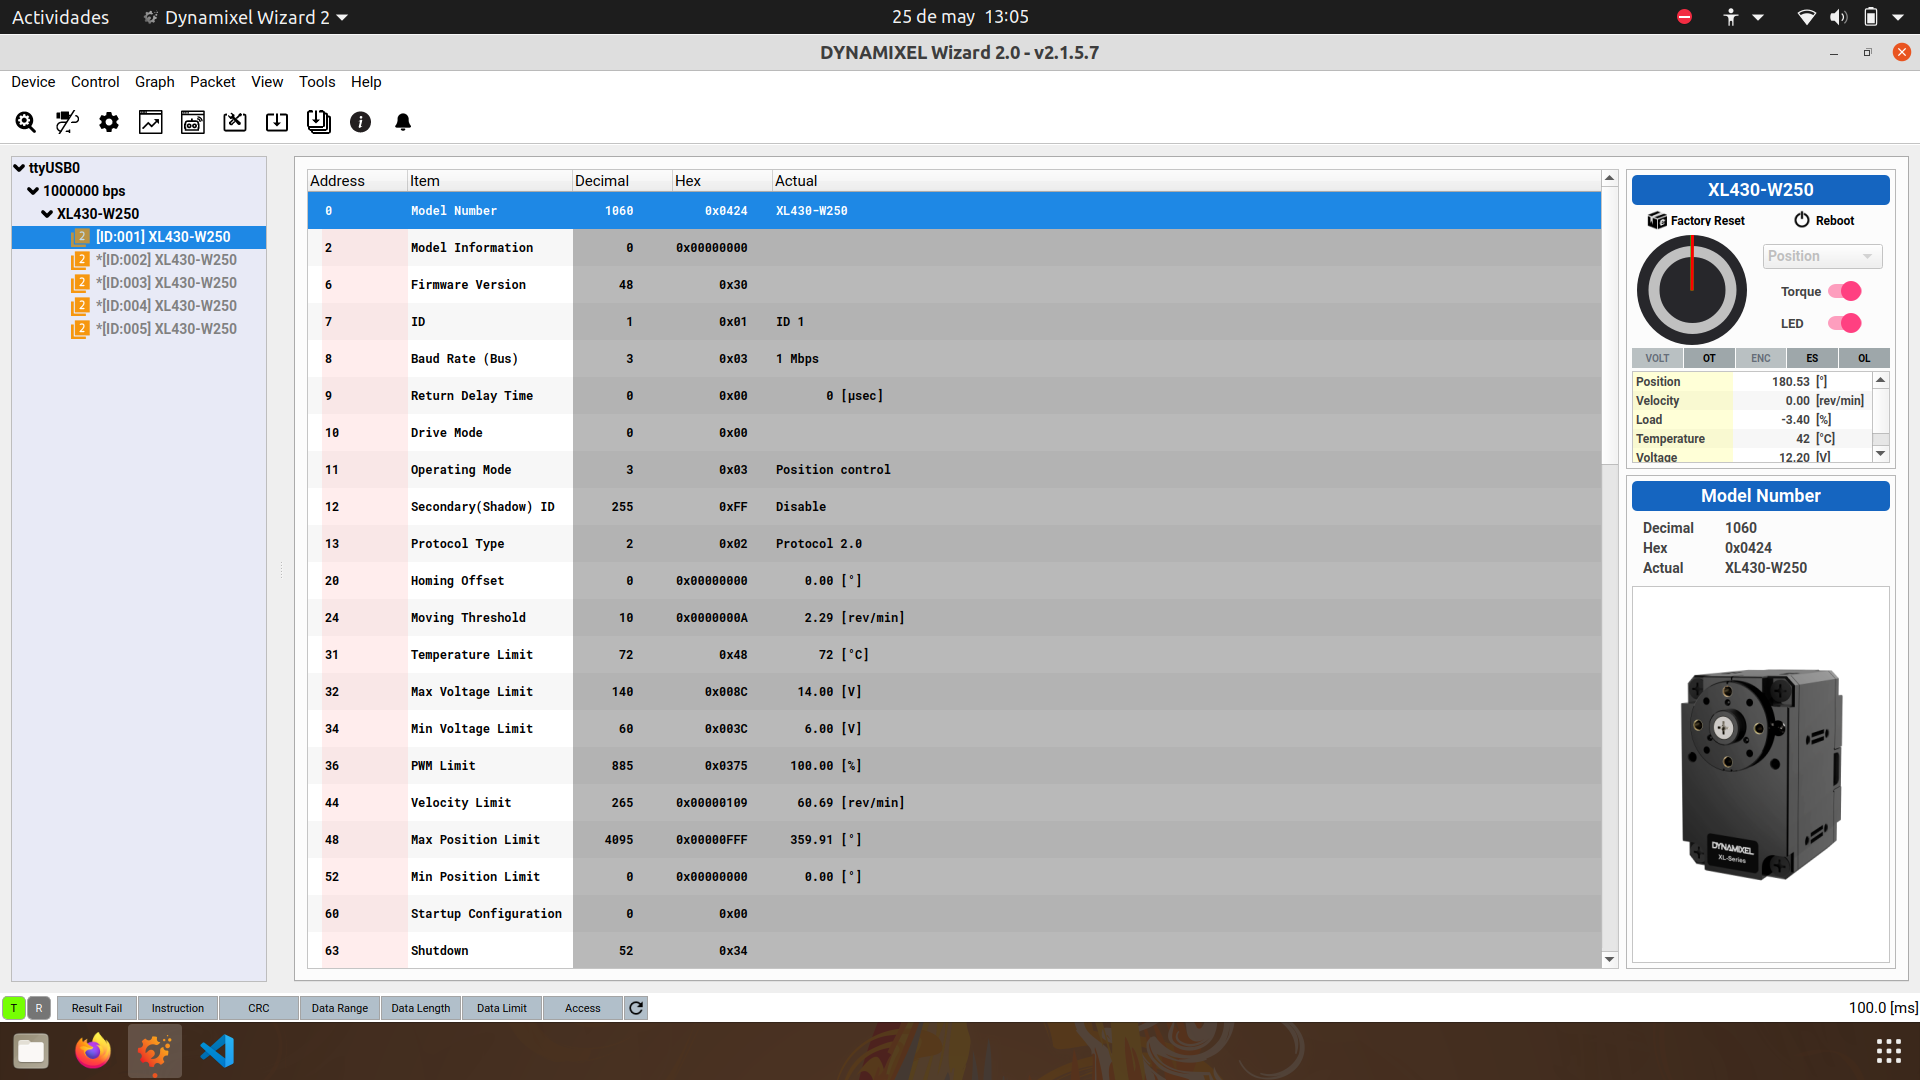 Actividades Dynamixel Wizard 2 25 de may 13:05
DYNAMIXEL Wizard 2.0 - v2.1.5.7
Device Control Graph Packet View Tools Help
ttyUSB0
1000000 bps
XL430-W250
2 [ID:001] XL430-W250
2 *[ID:002] XL430-W250
2 *[ID:003] XL430-W250
2 *[ID:004] XL430-W250
2 *[ID:005] XL430-W250
Address Item Decimal Hex Actual
0 Model Number 1060 0x0424 XL430-W250
2 Model Information 0 0x00000000
6 Firmware Version 48 0x30
7 ID 1 0x01 ID 1
8 Baud Rate (Bus) 3 0x03 1 Mbps
9 Return Delay Time 0 0x00 0 [µsec]
10 Drive Mode 0 0x00
11 Operating Mode 3 0x03 Position control
12 Secondary(Shadow) ID 255 0xFF Disable
13 Protocol Type 2 0x02 Protocol 2.0
20 Homing Offset 0 0x00000000 0.00 [°]
24 Moving Threshold 10 0x0000000A 2.29 [rev/min]
31 Temperature Limit 72 0x48 72 [°C]
32 Max Voltage Limit 140 0x008C 14.00 [V]
34 Min Voltage Limit 60 0x003C 6.00 [V]
36 PWM Limit 885 0x0375 100.00 [%]
44 Velocity Limit 265 0x00000109 60.69 [rev/min]
48 Max Position Limit 4095 0x00000FFF 359.91 [°]
52 Min Position Limit 0 0x00000000 0.00 [°]
60 Startup Configuration 0 0x00
63 Shutdown 52 0x34
XL430-W250
Factory Reset Reboot
Position
Torque
LED
VOLT OT ENC ES OL
Position 180.53 [°]
Velocity 0.00 [rev/min]
Load -3.40 [%]
Temperature 42 [°C]
Voltage 12.20 [V]
Model Number
Decimal 1060
Hex 0x0424
Actual XL430-W250
DYNAMIXEL
XL-Series
T R Result Fail Instruction CRC Data Range Data Length Data Limit Access 100.0 [ms]